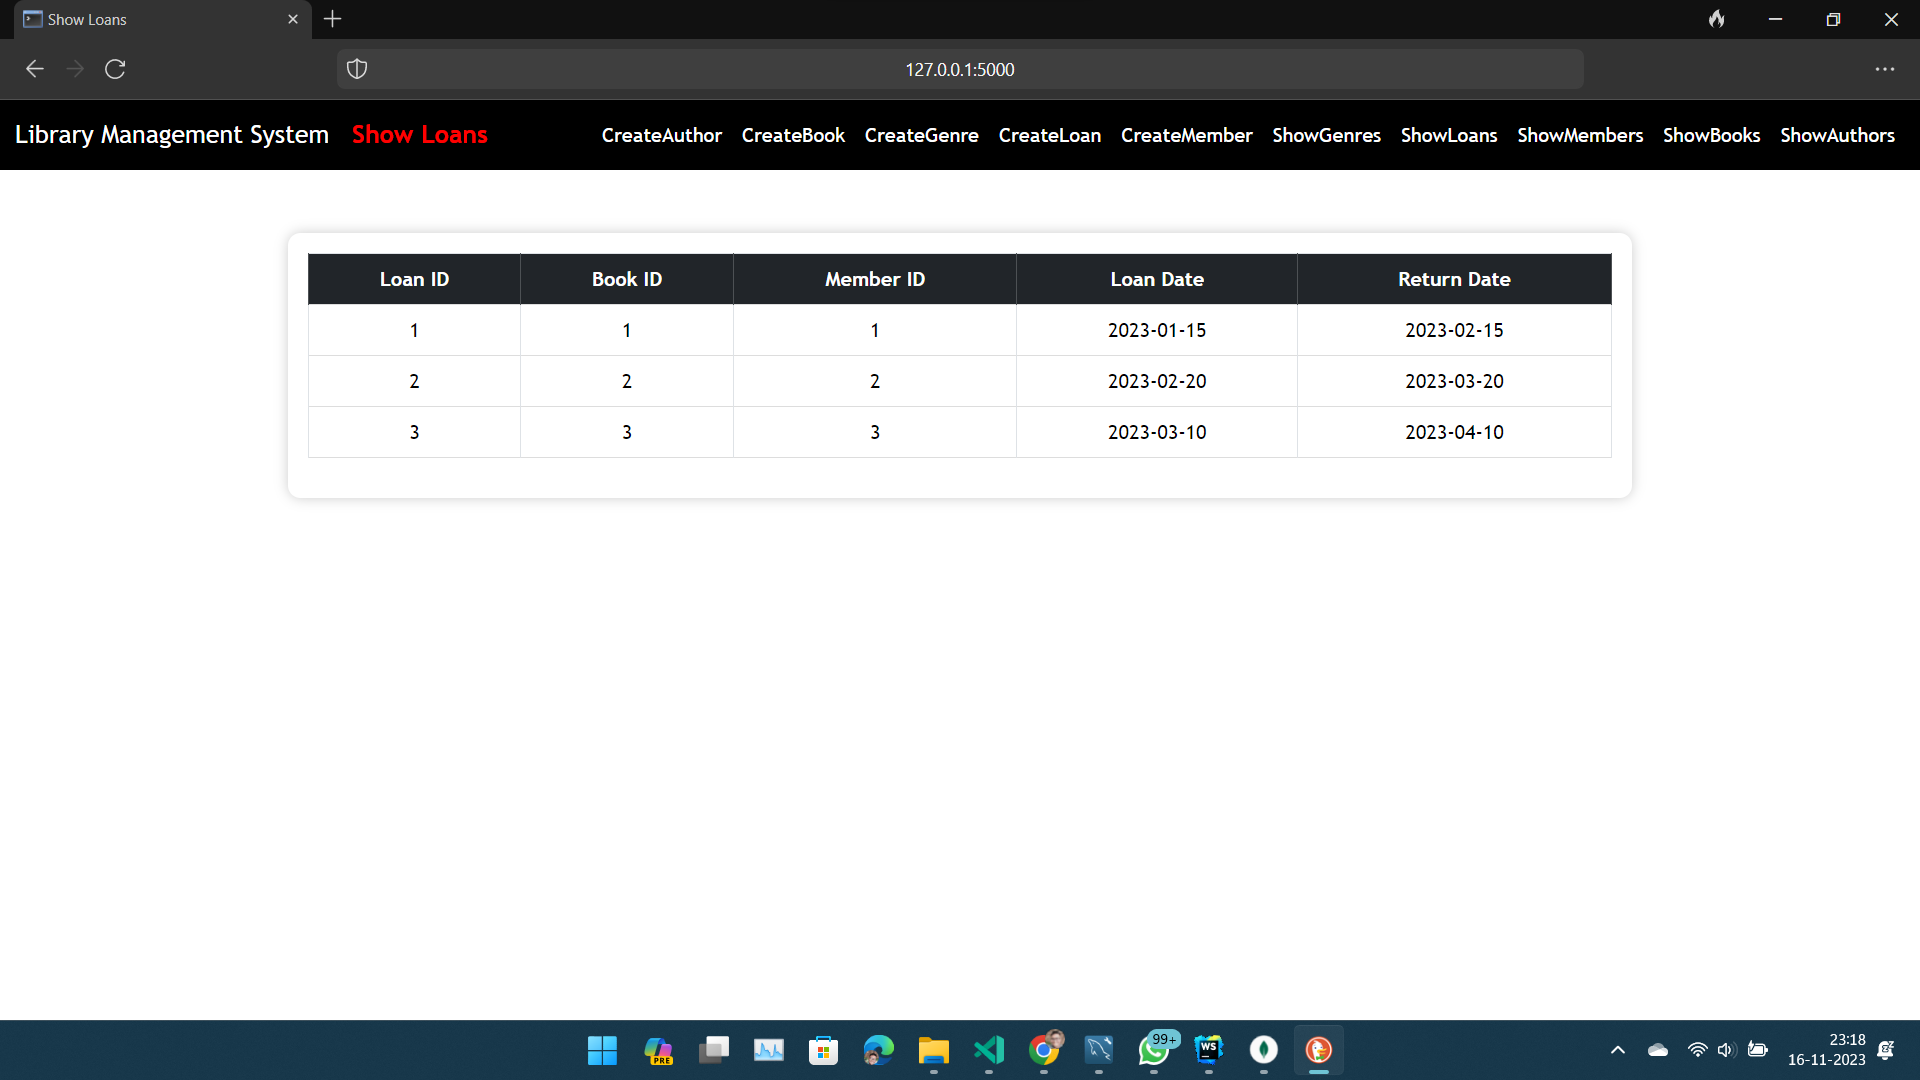 Show Loans
127.0.0.1:5000
Library Management System Show Loans CreateAuthor CreateBook CreateGenre CreateLoan CreateMember ShowGenres ShowLoans ShowMembers ShowBooks ShowAuthors
Loan ID Book ID Member ID Loan Date Return Date
1 1 1 2023-01-15 2023-02-15
2 2 2 2023-02-20 2023-03-20
3 3 3 2023-03-10 2023-04-10
PRE 99+ WS 23:18
16-11-2023